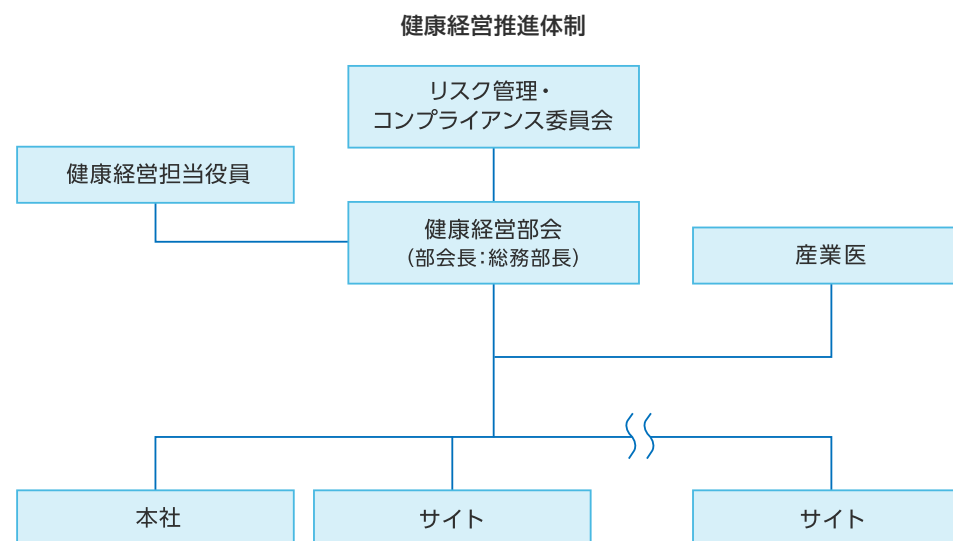 健康経営推進体制
リスク管理・
コンプライアンス委員会
健康経営担当役員
健康経営部会
（部会長：総務部長）
産業医
本社
サイト
サイト